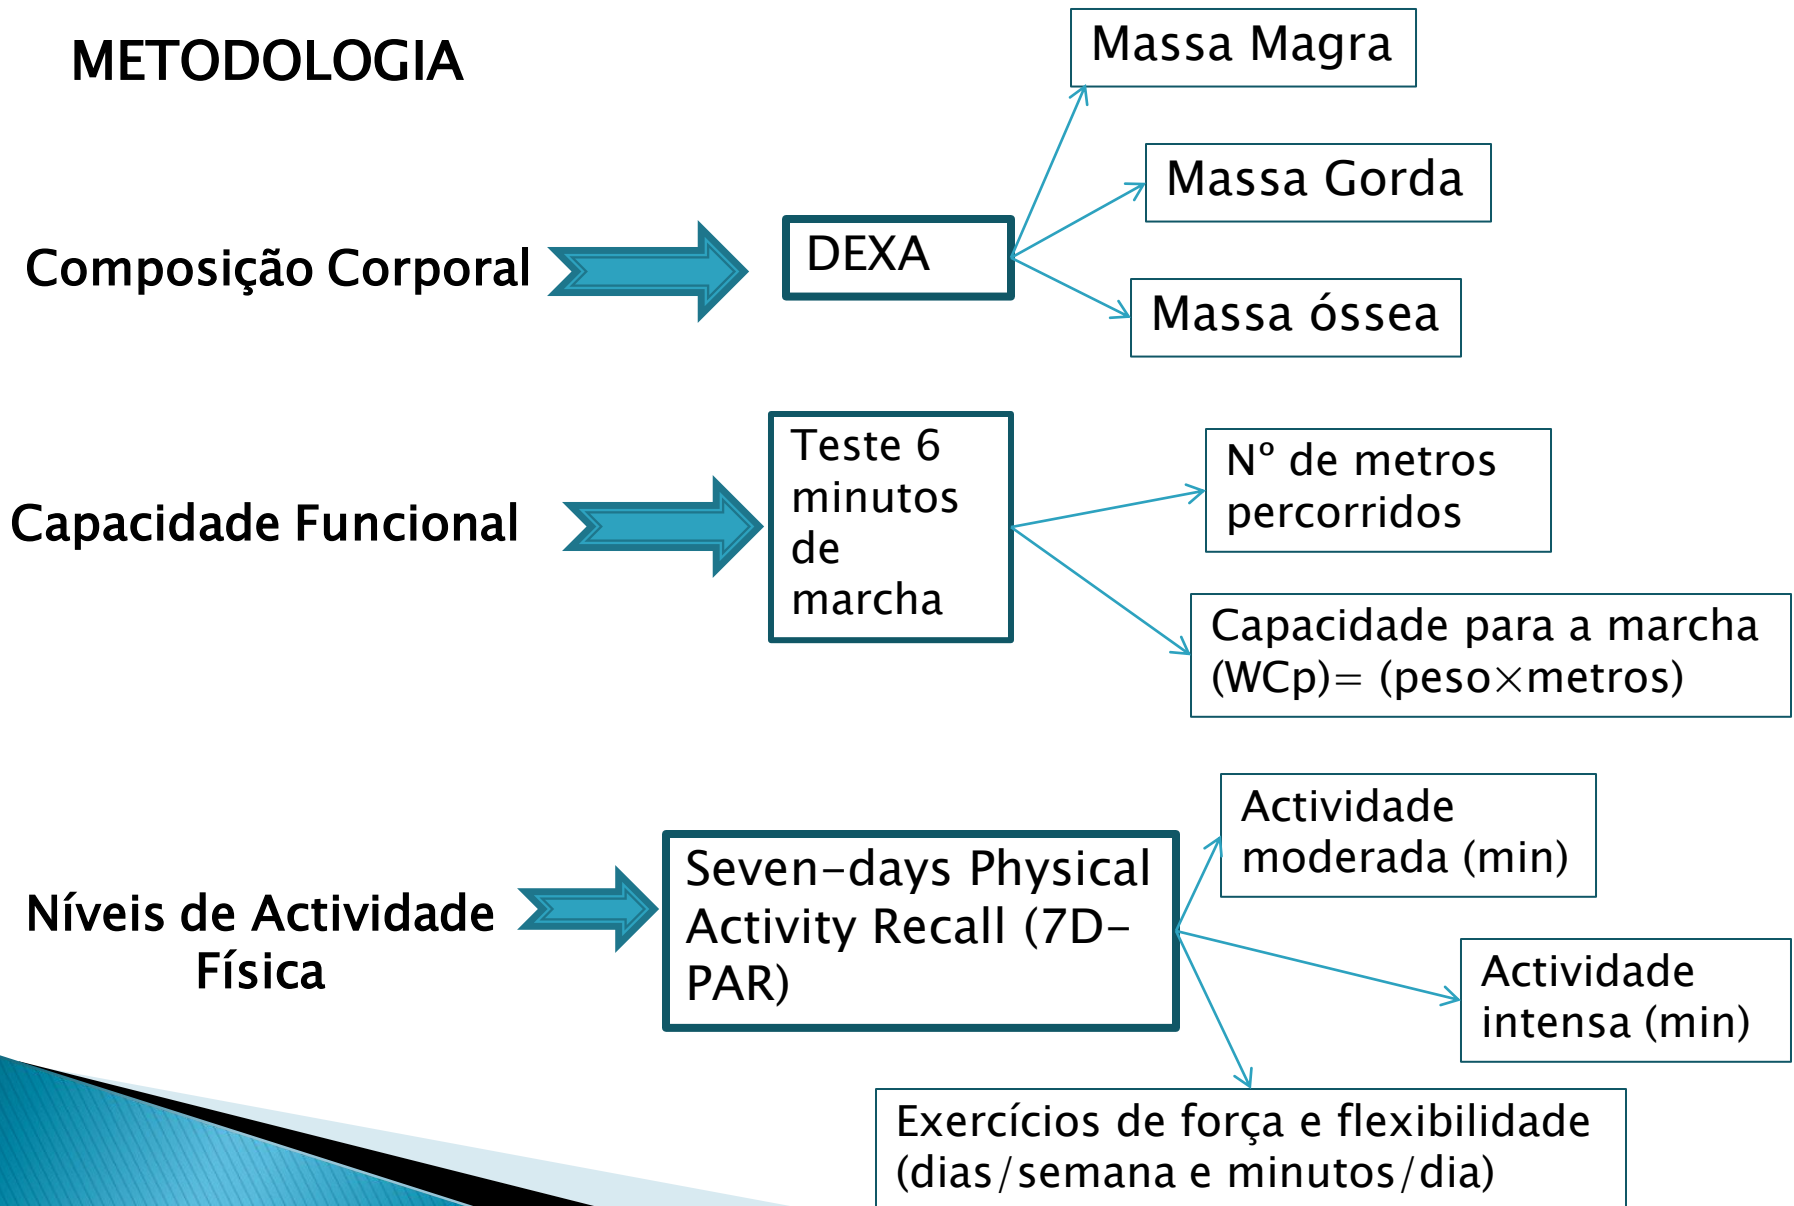 METODOLOGIA
Massa Magra
Massa Gorda
Composição Corporal
DEXA
Massa óssea
Capacidade Funcional
Teste 6
minutos
de
marcha
Nº de metros
percorridos
Capacidade para a marcha
(WCp)= (peso×metros)
Níveis de Actividade
Física
Seven-days Physical
Activity Recall (7D-
PAR)
Actividade
moderada (min)
Actividade
intensa (min)
Exercícios de força e flexibilidade
(dias/semana e minutos/dia)